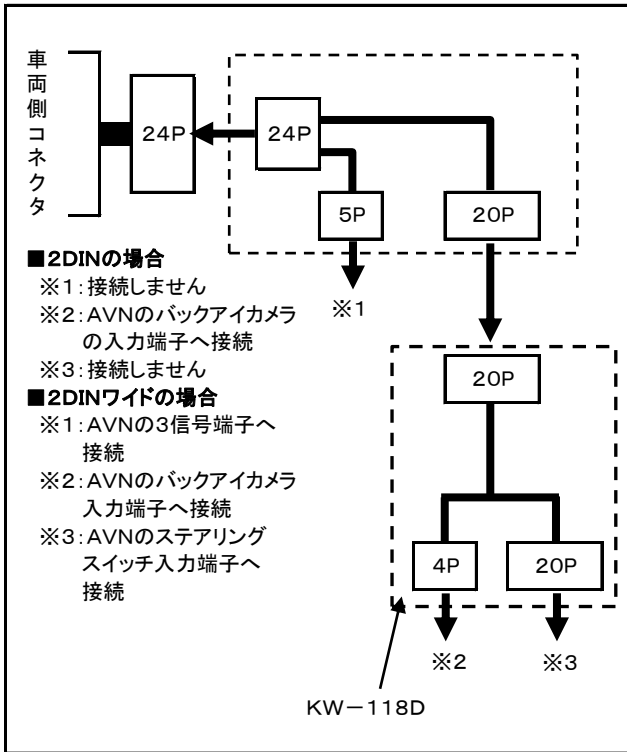 車両側コネクタ
24P
24P
5P
20P
※1
■2DINの場合
※1:接続しません
※2:AVNのバックアイカメラ
の入力端子へ接続
※3:接続しません
■2DINワイドの場合
※1:AVNの3信号端子へ
接続
※2:AVNのバックアイカメラ
入力端子へ接続
※3:AVNのステアリング
スイッチ入力端子へ
接続
20P
4P
20P
※2
※3
KW-118D